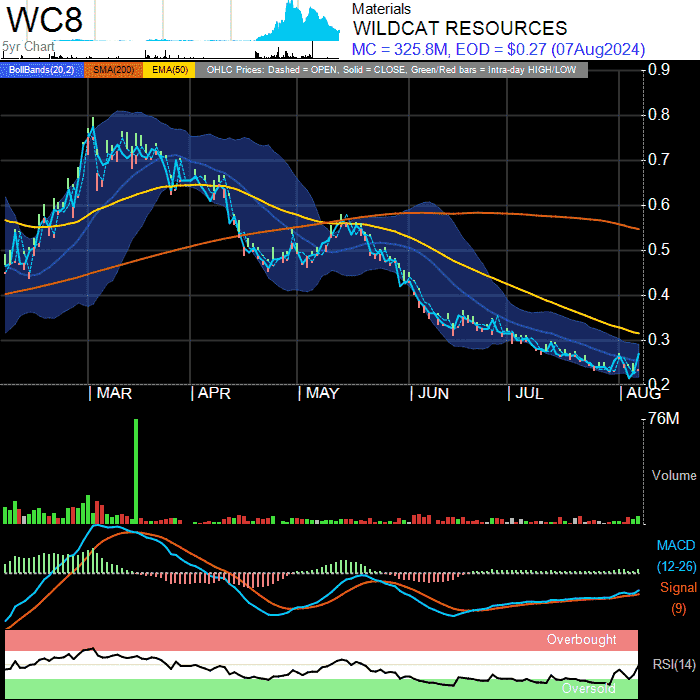 WC8
5yr Chart
Materials
WILDCAT RESOURCES
MC = 325.8M, EOD = $0.27 (07Aug2024)
BollBands(20,2) SMA(200) EMA(50) OHLC Prices: Dashed = OPEN, Solid = CLOSE, Green/Red bars = Intra-day HIGH/LOW
0.9
0.8
0.7
0.6
0.5
0.4
0.3
0.2
MAR APR MAY JUN JUL AUG
76M
Volume
MACD
(12-26)
Signal
(9)
Overbought
RSI(14)
Oversold